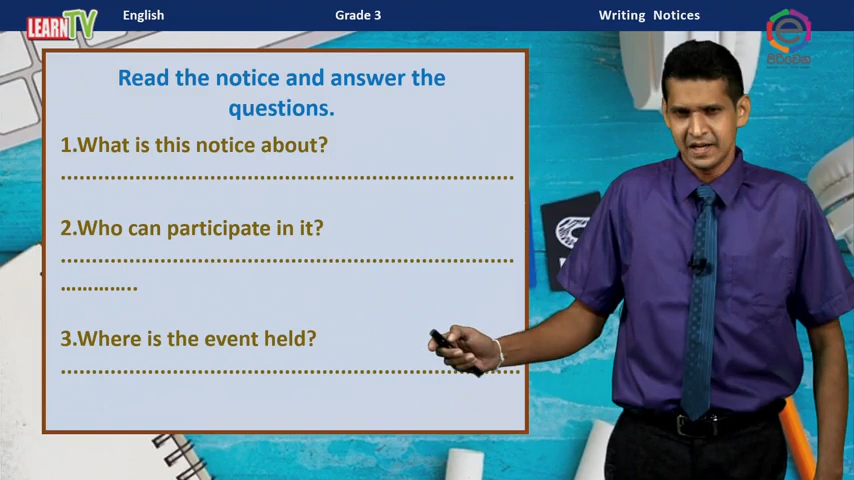 LEARN TV
English
Grade 3
Writing Notices
Read the notice and answer the
questions.
1.What is this notice about?
.........................................................................
2.Who can participate in it?
.........................................................................
..............
3.Where is the event held?
..........................................................................